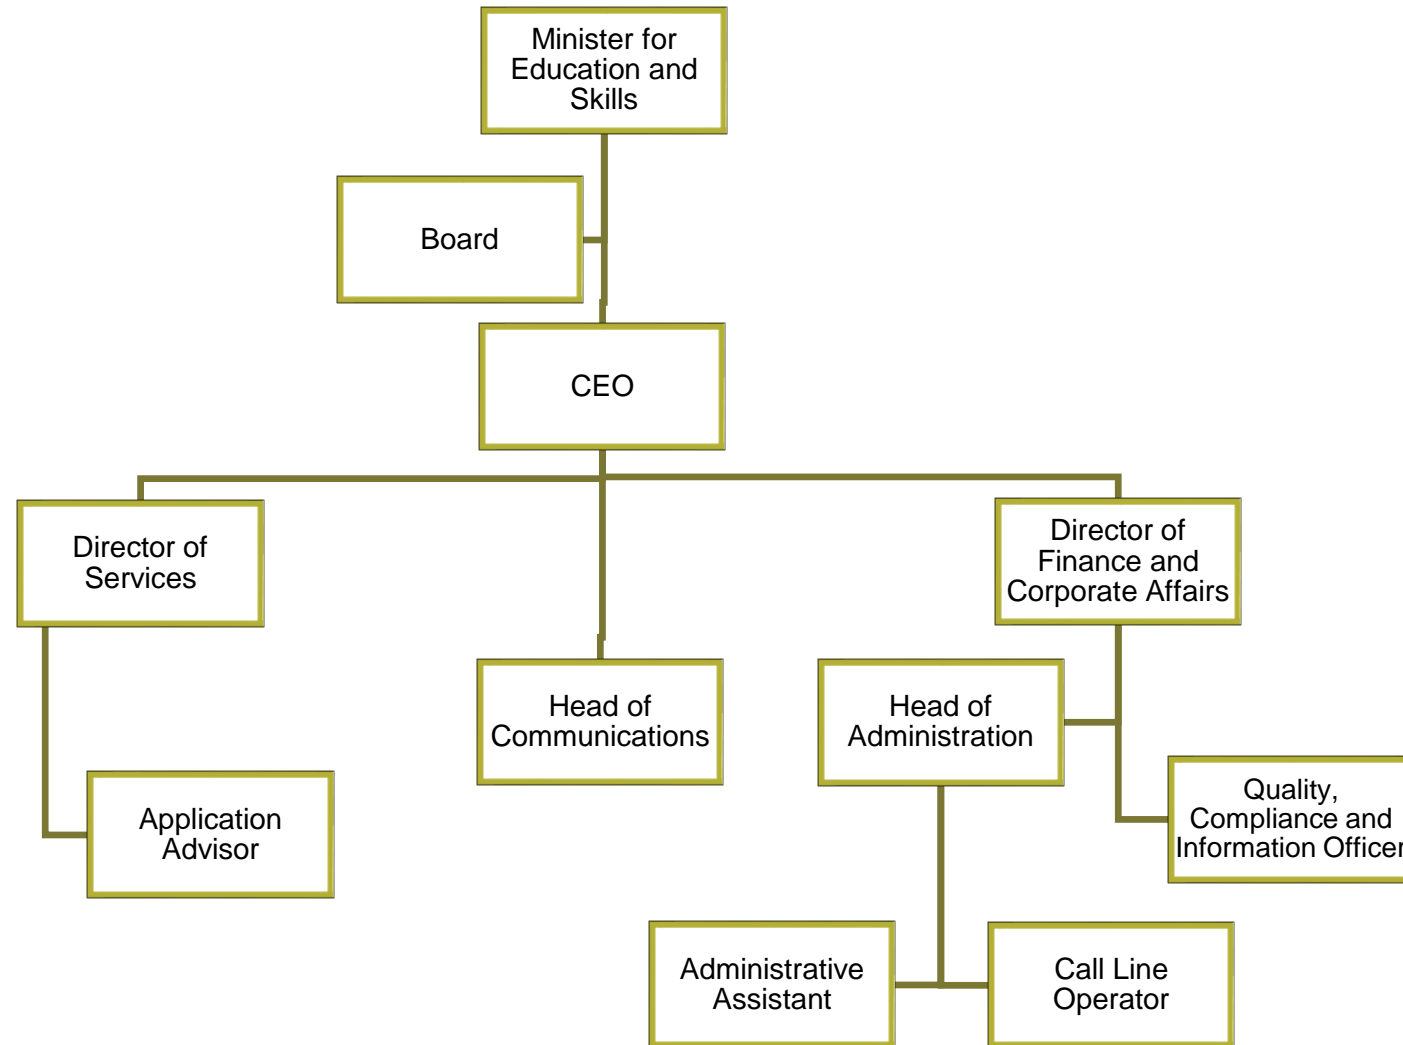 Minister for
Education and
Skills
Board
CEO
Director of
Services
Director of
Finance and
Corporate Affairs
Head of
Communications
Head of
Administration
Application
Advisor
Quality,
Compliance and
Information Officer
Administrative
Assistant
Call Line
Operator